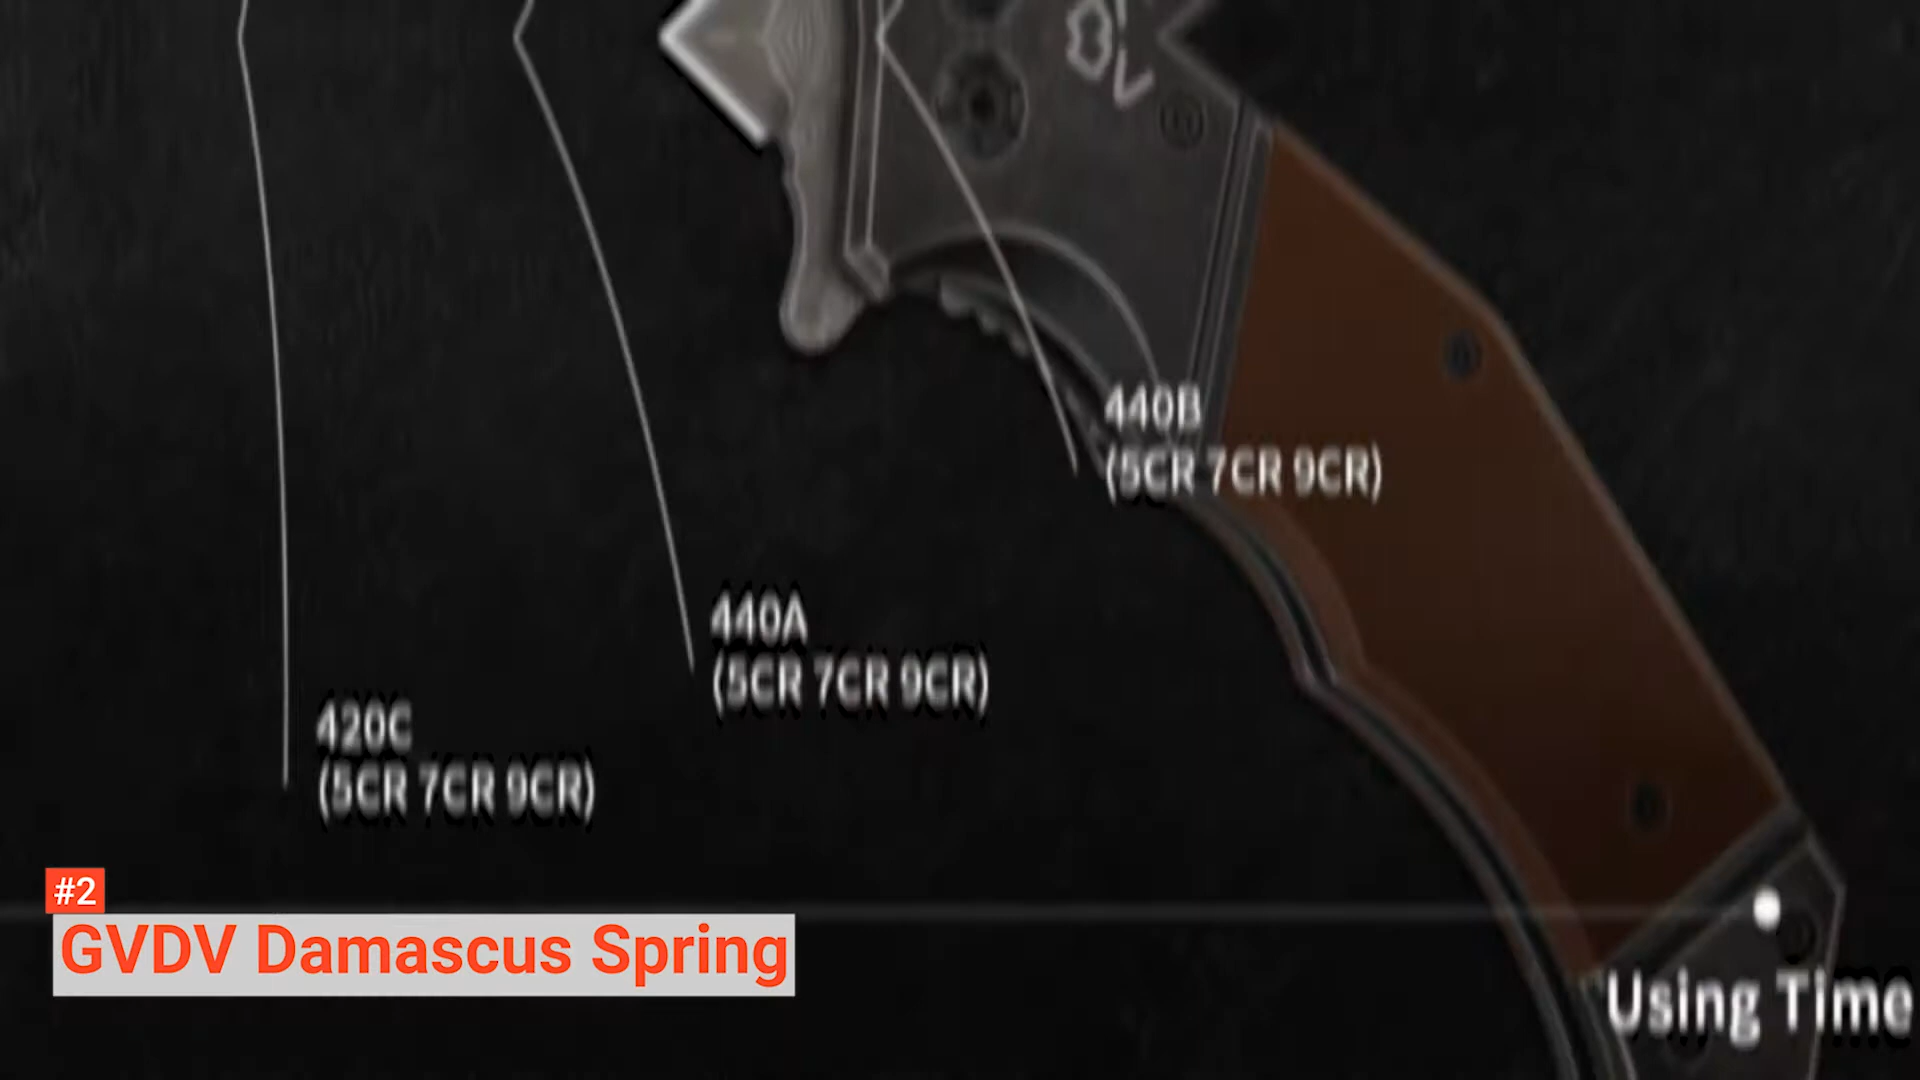 440B
(5CR 7CR 9CR)
440A
(5CR 7CR 9CR)
420C
(5CR 7CR 9CR)
#2
GVDV Damascus Spring
Using Time